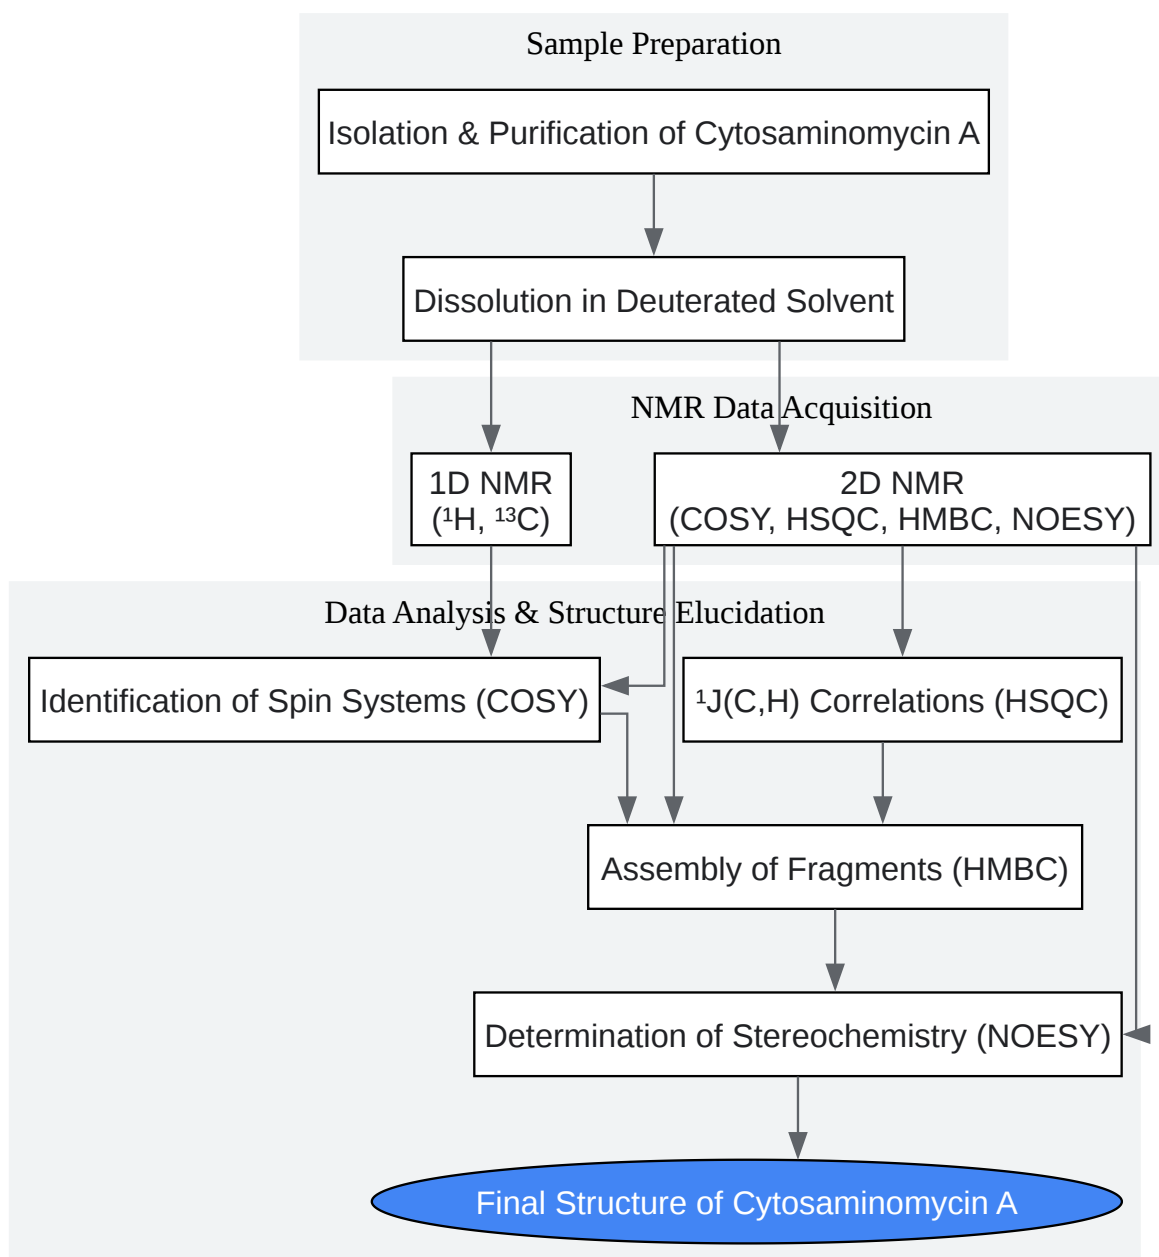 Sample Preparation
Isolation & Purification of Cytosaminomycin A
Dissolution in Deuterated Solvent
NMR Data Acquisition
1D NMR
(¹H, ¹³C)
2D NMR
(COSY, HSQC, HMBC, NOESY)
Data Analysis & Structure Elucidation
Identification of Spin Systems (COSY)
¹J(C,H) Correlations (HSQC)
Assembly of Fragments (HMBC)
Determination of Stereochemistry (NOESY)
Final Structure of Cytosaminomycin A